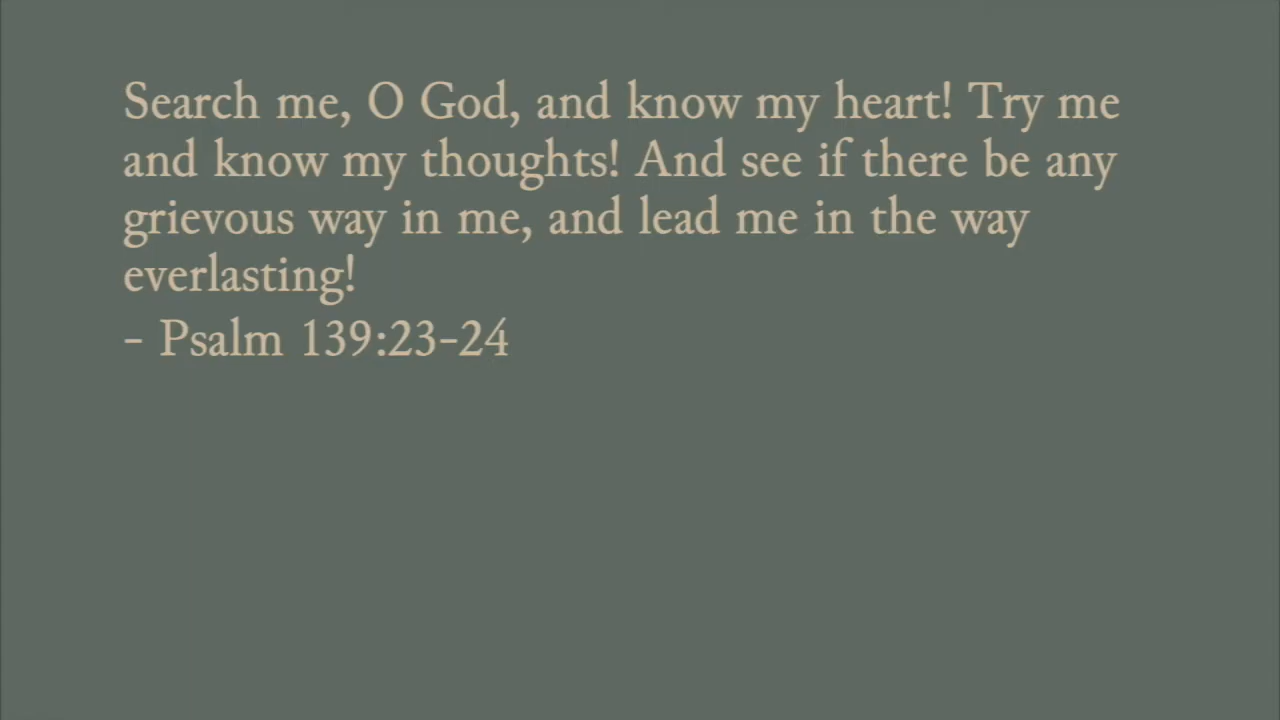 Search me, O God, and know my heart! Try me
and know my thoughts! And see if there be any
grievous way in me, and lead me in the way
everlasting!
- Psalm 139:23-24